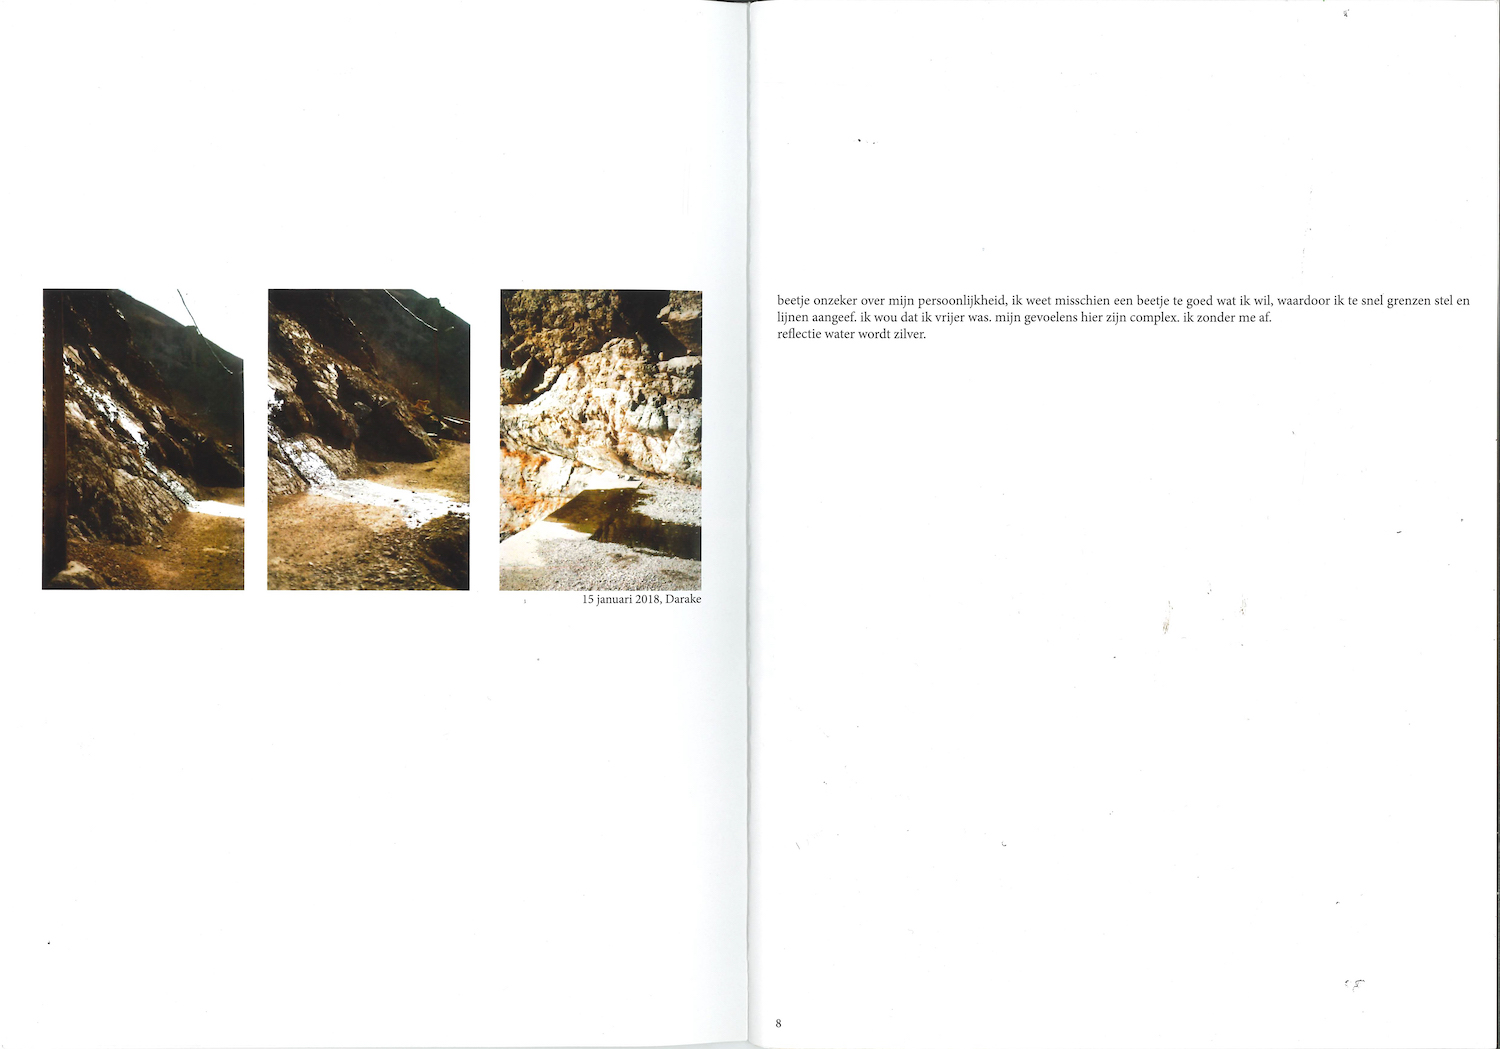 15 januari 2018, Darake
beetje onzeker over mijn persoonlijkheid, ik weet misschien een beetje te goed wat ik wil, waardoor ik te snel grenzen stel en
lijnen aangeef. ik wou dat ik vrijer was. mijn gevoelens hier zijn complex. ik zonder me af.
reflectie water wordt zilver.
8